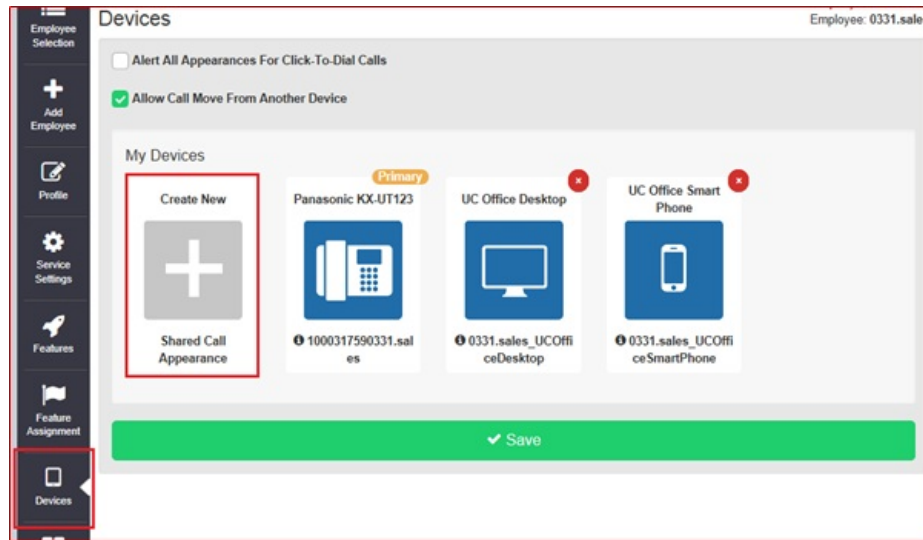 Employee
Selection
Add
Employee
Profile
Service
Settings
Features
Feature
Assignment
Devices
Devices
Employee: 0331.sale
Alert All Appearances For Click-To-Dial Calls
Allow Call Move From Another Device
My Devices
Create New
Shared Call
Appearance
Primary
Panasonic KX-UT123
1000317590331.sal
es
UC Office Desktop
0331.sales_UCOffi
ceDesktop
UC Office Smart
Phone
0331.sales_UCOffi
ceSmartPhone
Save